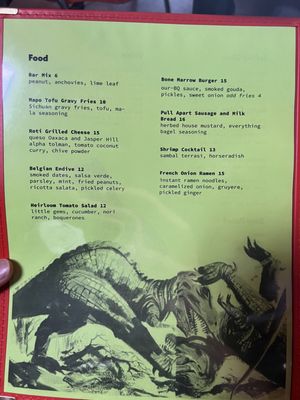 Food
Bar Mix 6
peanut, anchovies, lime leaf
Mapo Tofu Gravy Fries 10
Sichuan gravy fries, tofu, ma-
la seasoning
Roti Grilled Cheese 15
queso Oaxaca and Jasper Hill
alpha tolman, tomato coconut
curry, chive powder
Belgian Endive 12
smoked dates, salsa verde,
parsley, mint, fried peanuts,
ricotta salata, pickled celery
Heirloom Tomato Salad 12
little gems, cucumber, nori
ranch, boquerones
Bone Marrow Burger 15
our-BQ sauce, smoked gouda,
pickles, sweet onion add fries 4
Pull Apart Sausage and Milk
Bread 16
herbed house mustard, everything
bagel seasoning
Shrimp Cocktail 13
sambal terrasi, horseradish
French Onion Ramen 15
instant ramen noodles,
caramelized onion, gruyere,
pickled ginger